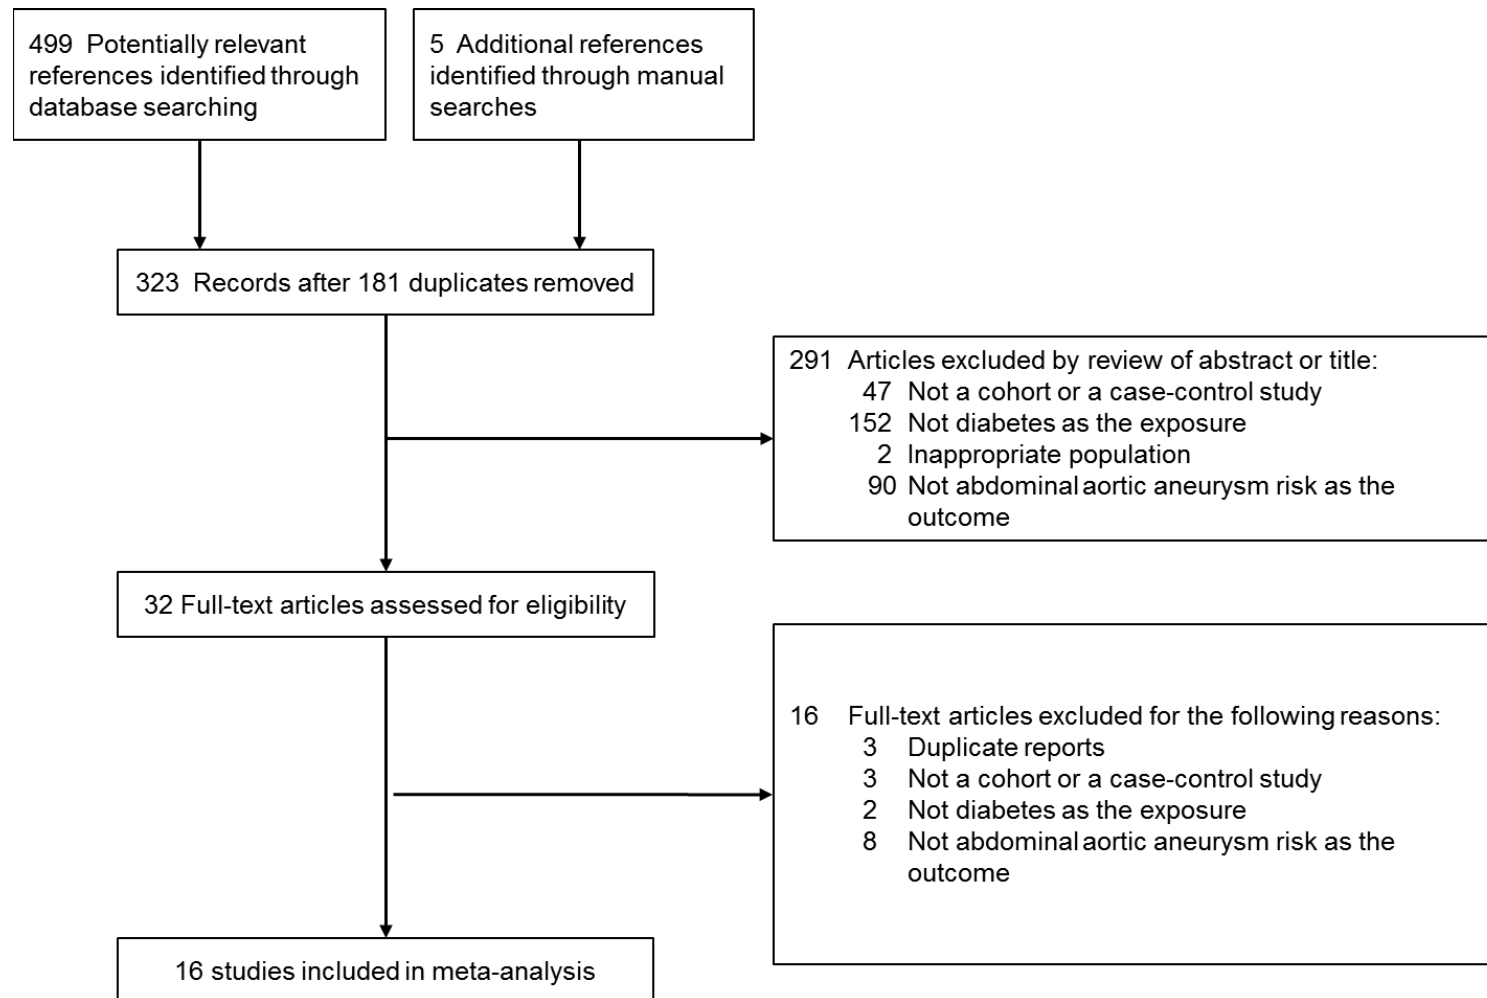 499 Potentially relevant
references identified through
database searching
5 Additional references
identified through manual
searches
323 Records after 181 duplicates removed
291 Articles excluded by review of abstract or title:
47 Not a cohort or a case-control study
152 Not diabetes as the exposure
2 Inappropriate population
90 Not abdominal aortic aneurysm risk as the
outcome
32 Full-text articles assessed for eligibility
16 Full-text articles excluded for the following reasons:
3 Duplicate reports
3 Not a cohort or a case-control study
2 Not diabetes as the exposure
8 Not abdominal aortic aneurysm risk as the
outcome
16 studies included in meta-analysis